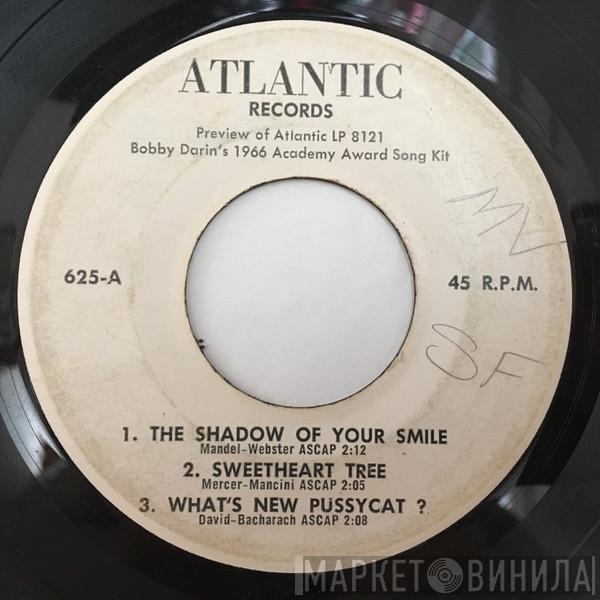 ATLANTIC
RECORDS
Preview of Atlantic LP 8121
Bobby Darin's 1966 Academy Award Song Kit
MV
625-A
45 R.P.M.
SF
1. THE SHADOW OF YOUR SMILE
Mandel-Webster ASCAP 2:12
2. SWEETHEART TREE
Mercer-Mancini ASCAP 2:05
3. WHAT'S NEW PUSSYCAT ?
David-Bacharach ASCAP 2:08
МАРКЕТ ВИНИЛА